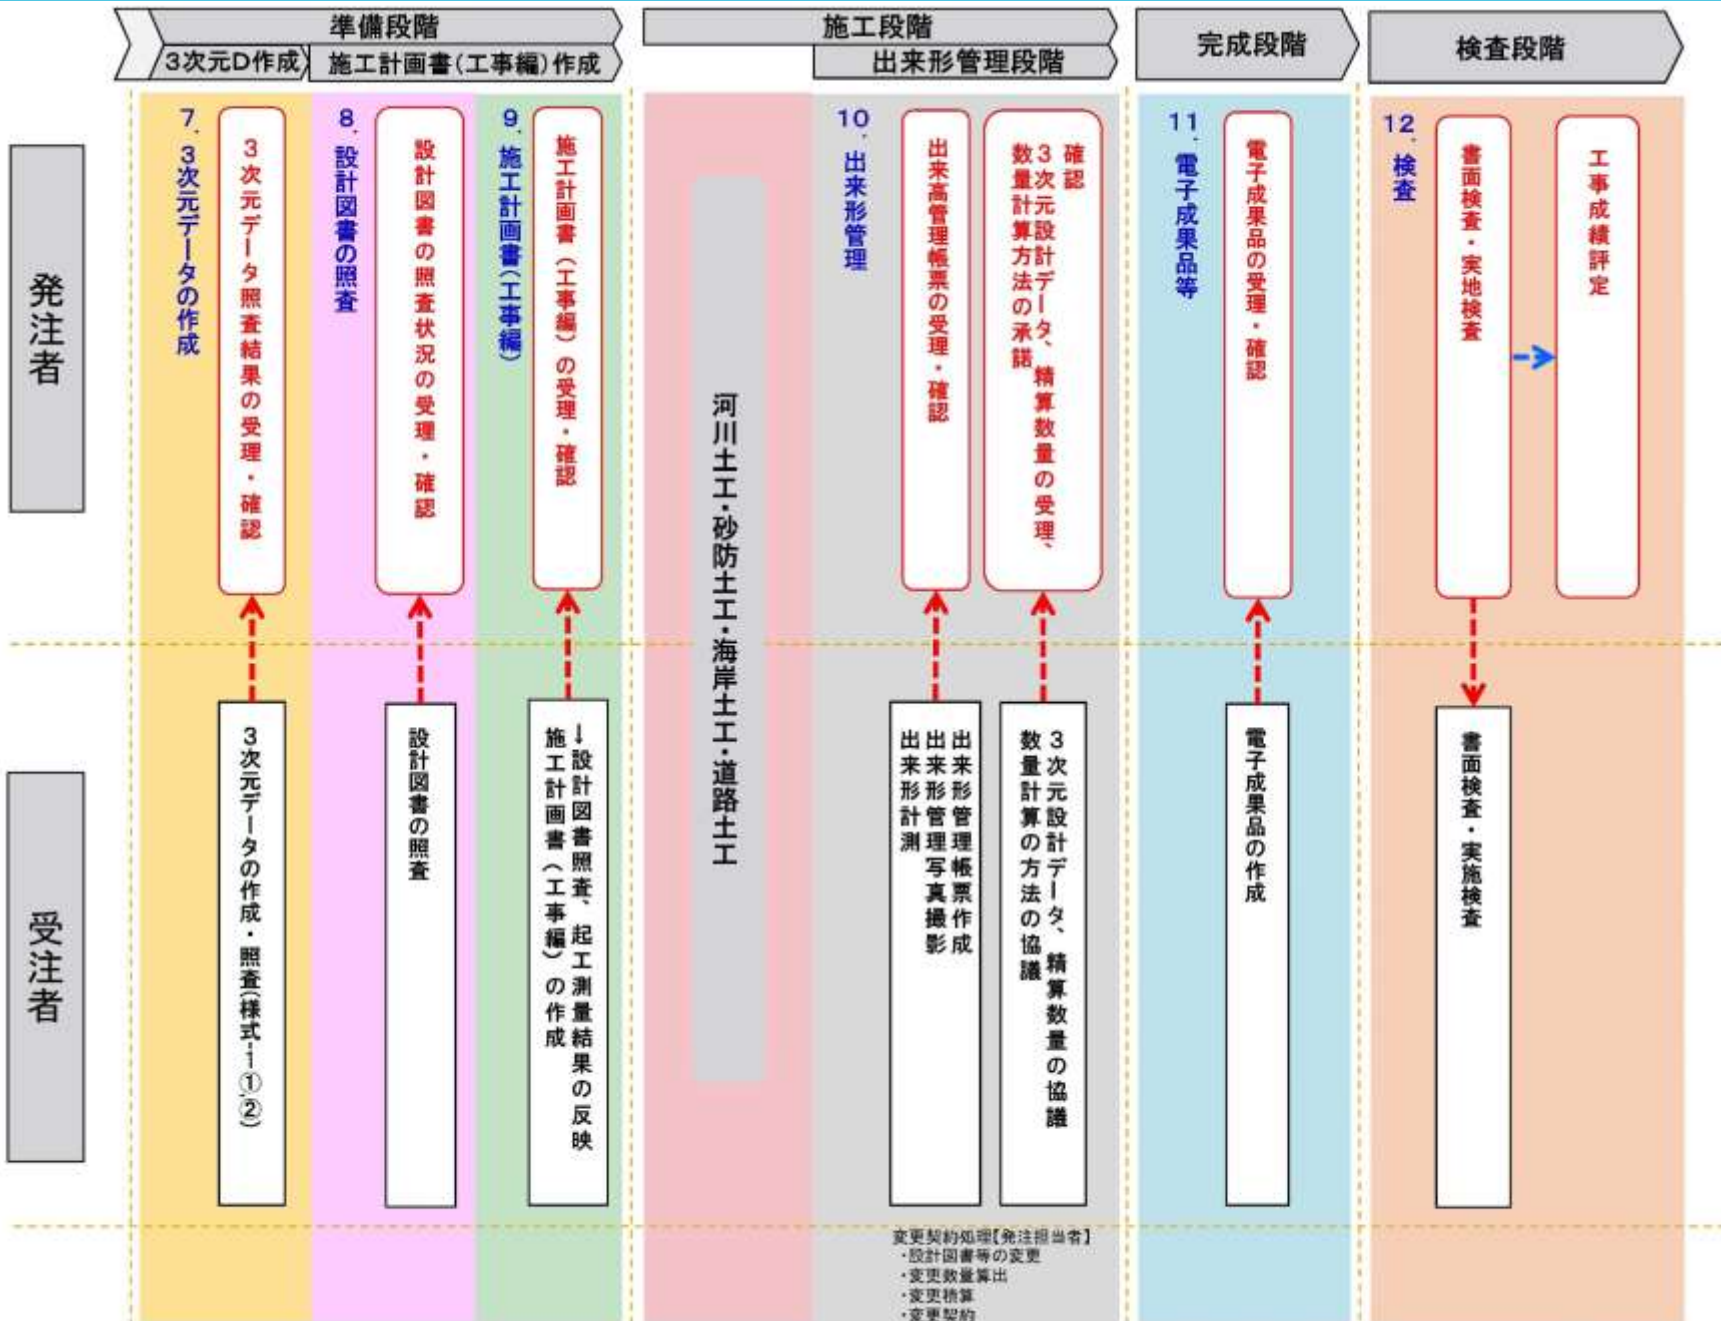 準備段階
3次元D作成
施工計画書(工事編)作成
施工段階
出来形管理段階
完成段階
検査段階
発注者
7. 3次元データの作成
3次元データ照査結果の受理・確認
8. 設計図書の照査
設計図書の照査状況の受理・確認
9. 施工計画書(工事編)
施工計画書（工事編）の受理・確認
河川土工・砂防土工・海岸土工・道路土工
10. 出来形管理
出来高管理帳票の受理・確認
確認
3次元設計データ、精算数量の受理、
数量計算方法の承諾
11. 電子成果品等
電子成果品の受理・確認
12. 検査
書面検査・実地検査
工事成績評定
受注者
3次元データの作成・照査(様式-1①②)
設計図書の照査
↓設計図書照査、起工測量結果の反映
施工計画書（工事編）の作成
出来形管理帳票作成
出来形管理写真撮影
出来形計測
3次元設計データ、精算数量の協議
数量計算の方法の協議
電子成果品の作成
書面検査・実施検査
変更契約処理【発注担当者】
・設計図書等の変更
・変更数量算出
・変更積算
・変更契約